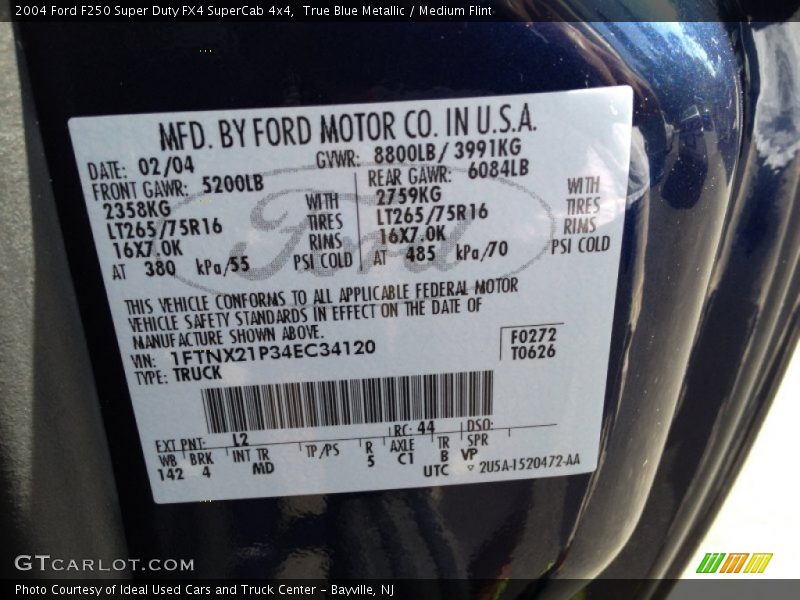 2004 Ford F250 Super Duty FX4 SuperCab 4x4,  True Blue Metallic / Medium Flint
MFD. BY FORD MOTOR CO. IN U.S.A.
DATE: 02/04 GVWR: 8800LB/ 3991KG
FRONT GAWR: 5200LB REAR GAWR: 6084LB
2358KG WITH 2759KG WITH
LT265/75R16 TIRES LT265/75R16 TIRES
16X7.0K RIMS 16X7.0K RIMS
AT 380 kPa/55 PSI COLD AT 485 kPa/70 PSI COLD
Ford
THIS VEHICLE CONFORMS TO ALL APPLICABLE FEDERAL MOTOR
VEHICLE SAFETY STANDARDS IN EFFECT ON THE DATE OF
MANUFACTURE SHOWN ABOVE.
VIN: 1FTNX21P34EC34120 F0272
TYPE: TRUCK T0626
EXT PNT: L2 RC: 44 DSO:
WB BRK INT TR TP/PS R AXLE TR SPR
142 4 MD 5 C1 B VP
UTC ▽ 2U5A-1520472-AA
GTCARLOT.COM
Photo Courtesy of Ideal Used Cars and Truck Center - Bayville, NJ